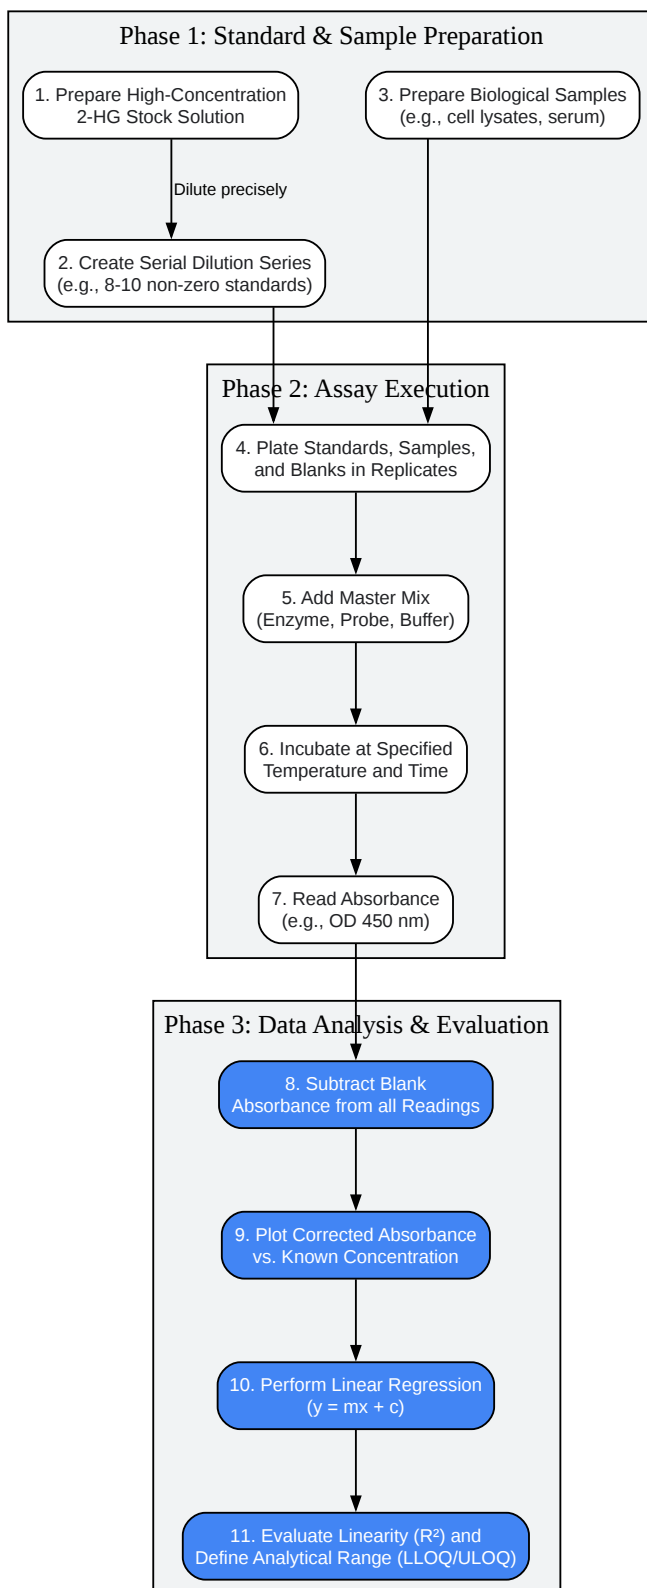 Phase 1: Standard & Sample Preparation
1. Prepare High-Concentration
2-HG Stock Solution
3. Prepare Biological Samples
(e.g., cell lysates, serum)
Dilute precisely
2. Create Serial Dilution Series
(e.g., 8-10 non-zero standards)
Phase 2: Assay Execution
4. Plate Standards, Samples,
and Blanks in Replicates
5. Add Master Mix
(Enzyme, Probe, Buffer)
6. Incubate at Specified
Temperature and Time
7. Read Absorbance
(e.g., OD 450 nm)
Phase 3: Data Analysis & Evaluation
8. Subtract Blank
Absorbance from all Readings
9. Plot Corrected Absorbance
vs. Known Concentration
10. Perform Linear Regression
(y = mx + c)
11. Evaluate Linearity (R²) and
Define Analytical Range (LLOQ/ULOQ)